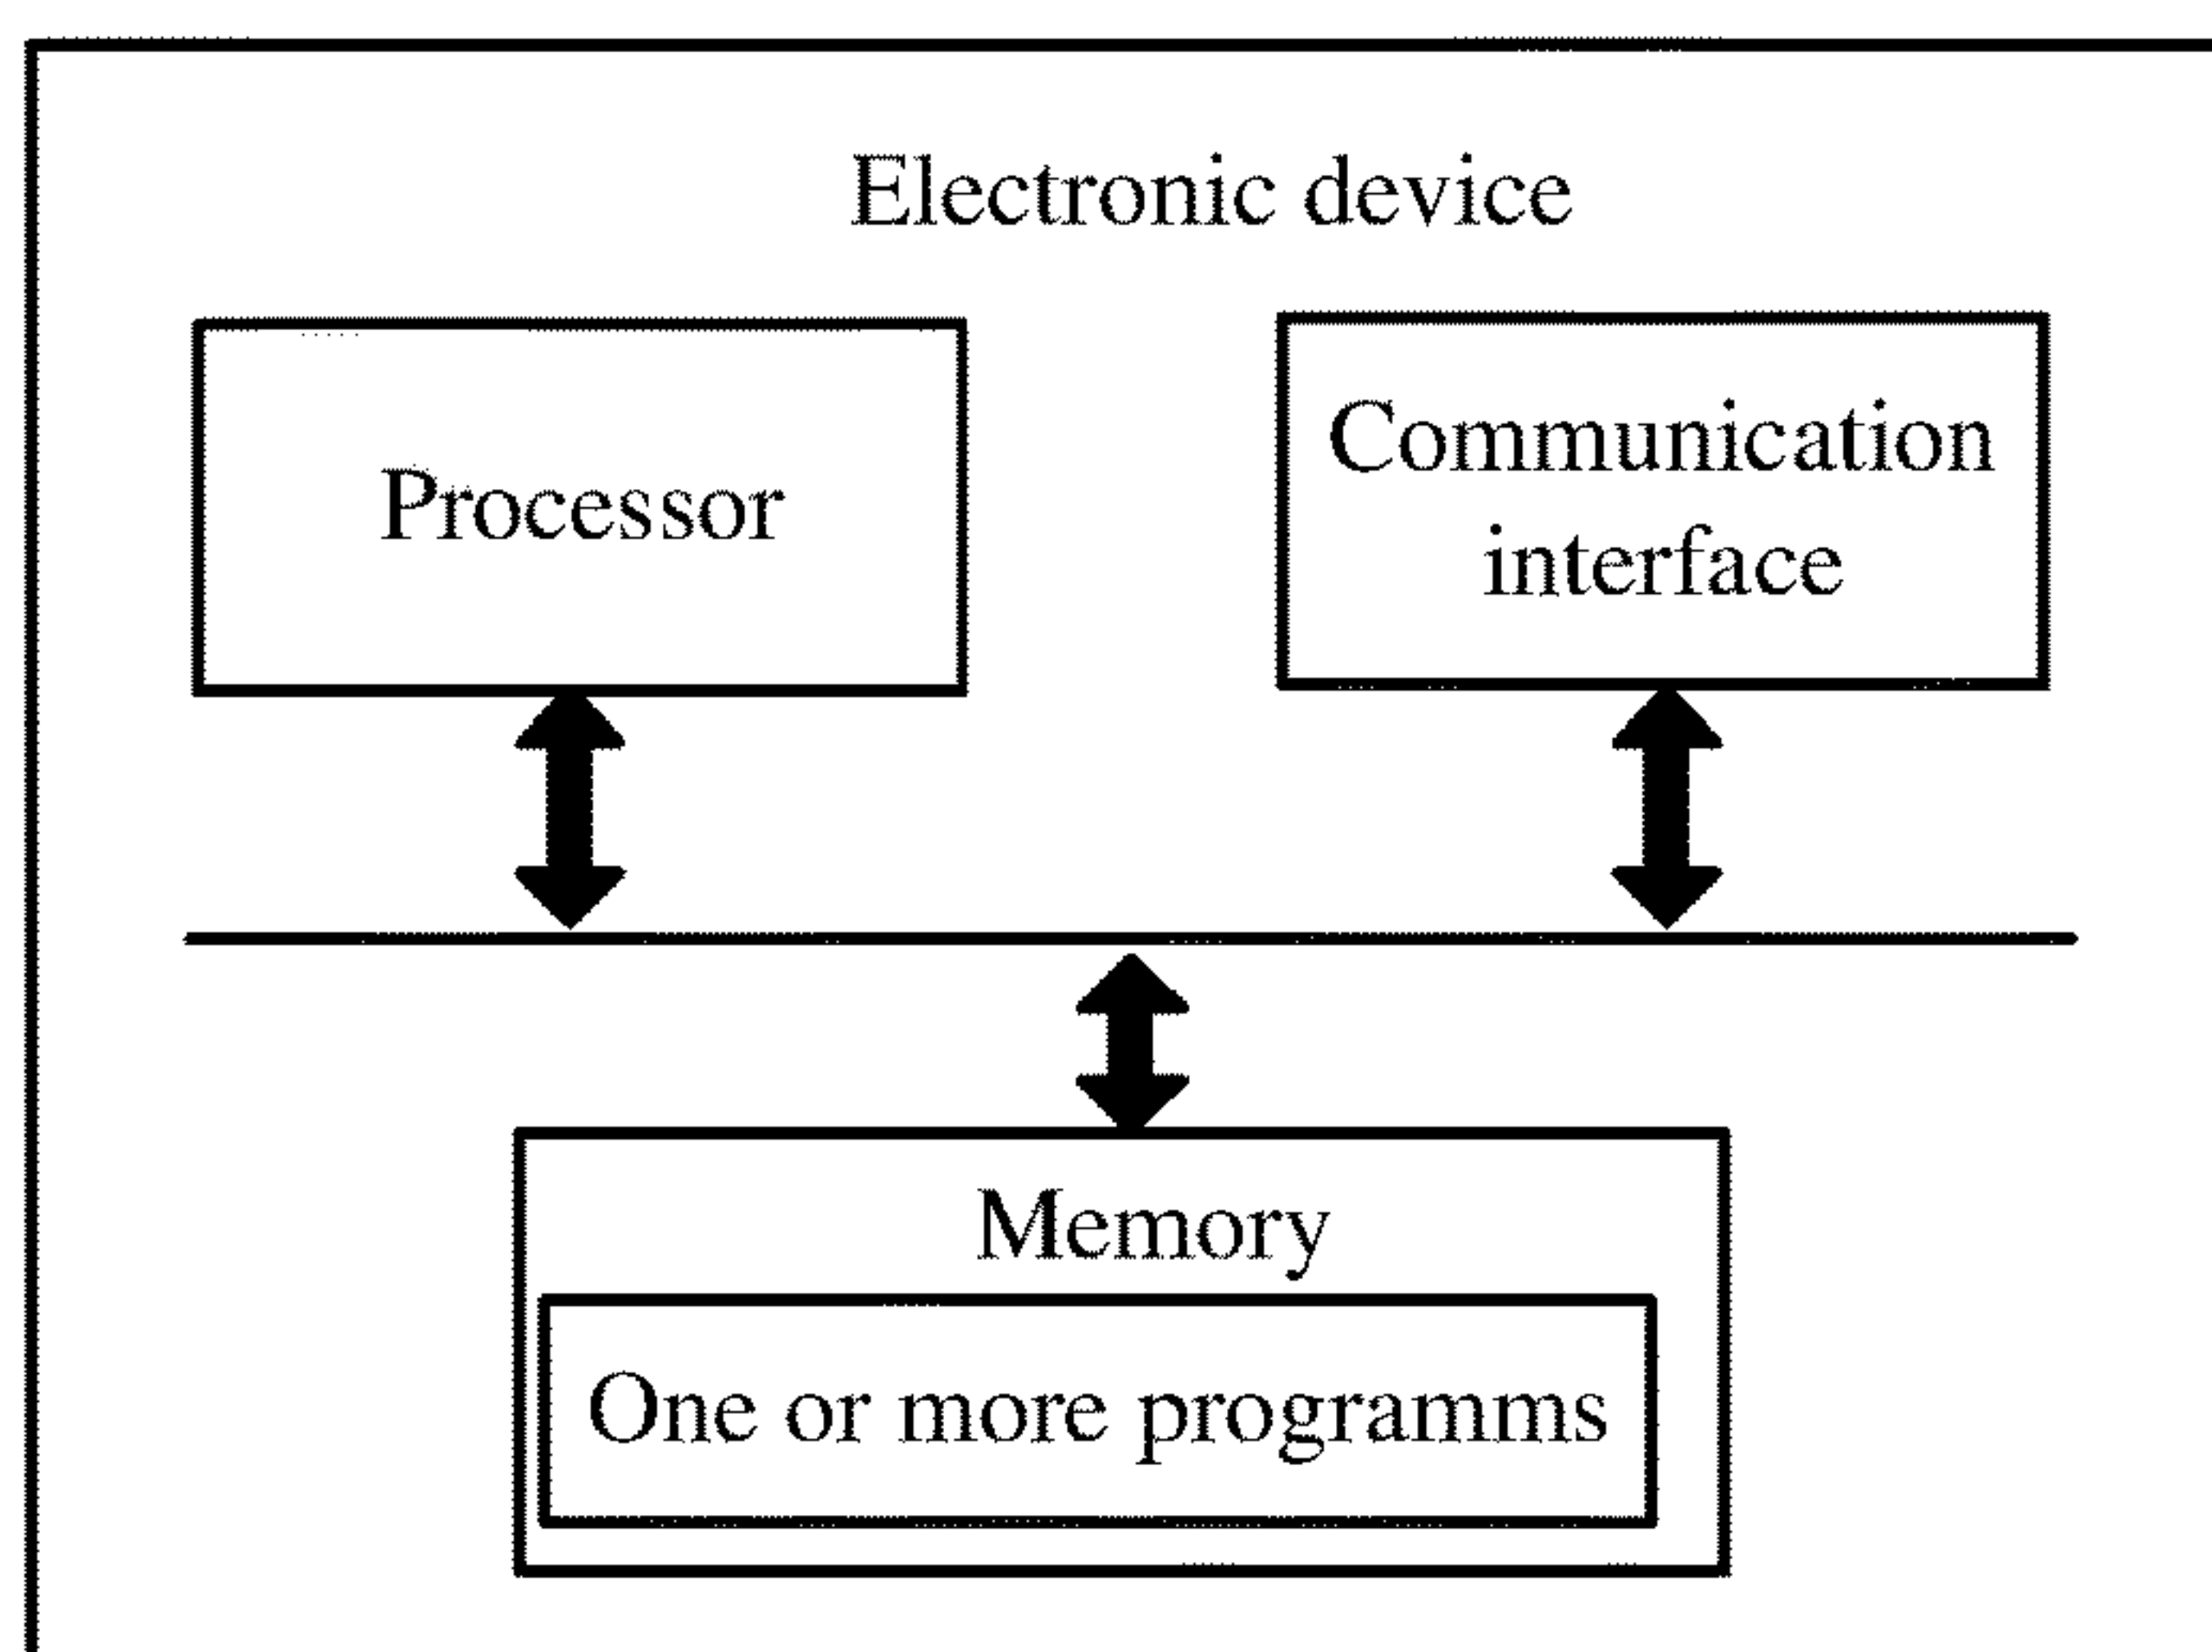 Electronic device
Processor
Communication
interface
Memory
One or more programms